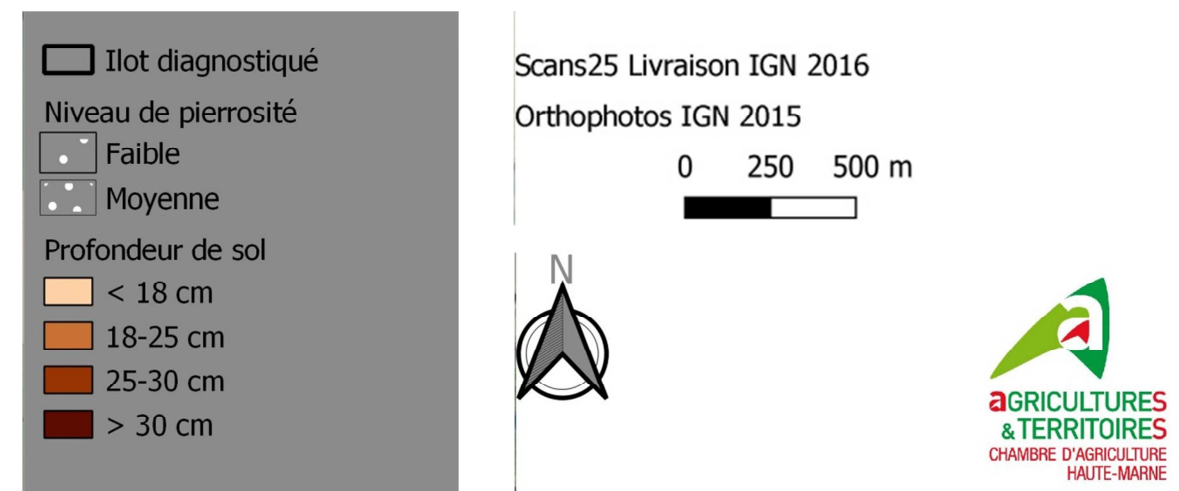 Ilot diagnostiqué
Niveau de pierrosité
Faible
Moyenne
Profondeur de sol
< 18 cm
18-25 cm
25-30 cm
> 30 cm
Scans25 Livraison IGN 2016
Orthophotos IGN 2015
0 250 500 m
N
a
aGRICULTURES
& TERRITOIRES
CHAMBRE D'AGRICULTURE
HAUTE-MARNE